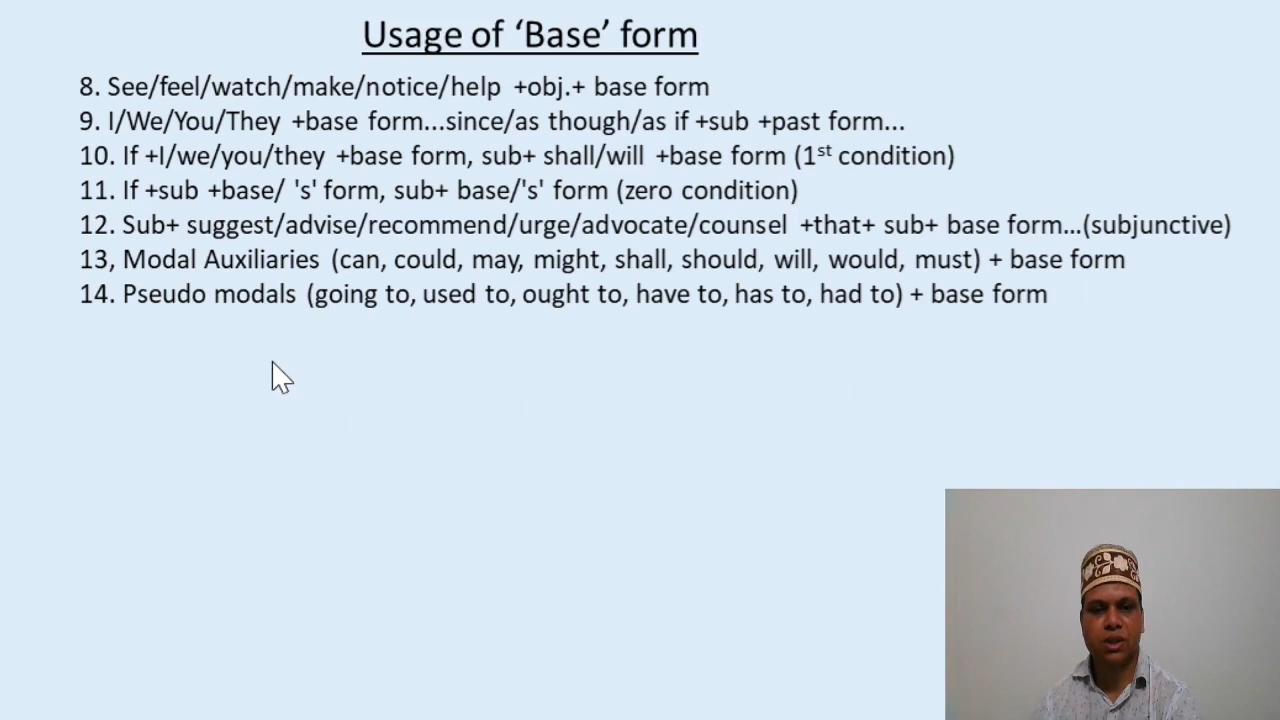 Usage of ‘Base’ form
8. See/feel/watch/make/notice/help +obj.+ base form
9. I/We/You/They +base form...since/as though/as if +sub +past form...
10. If +I/we/you/they +base form, sub+ shall/will +base form (1st condition)
11. If +sub +base/ 's' form, sub+ base/'s' form (zero condition)
12. Sub+ suggest/advise/recommend/urge/advocate/counsel +that+ sub+ base form...(subjunctive)
13, Modal Auxiliaries (can, could, may, might, shall, should, will, would, must) + base form
14. Pseudo modals (going to, used to, ought to, have to, has to, had to) + base form